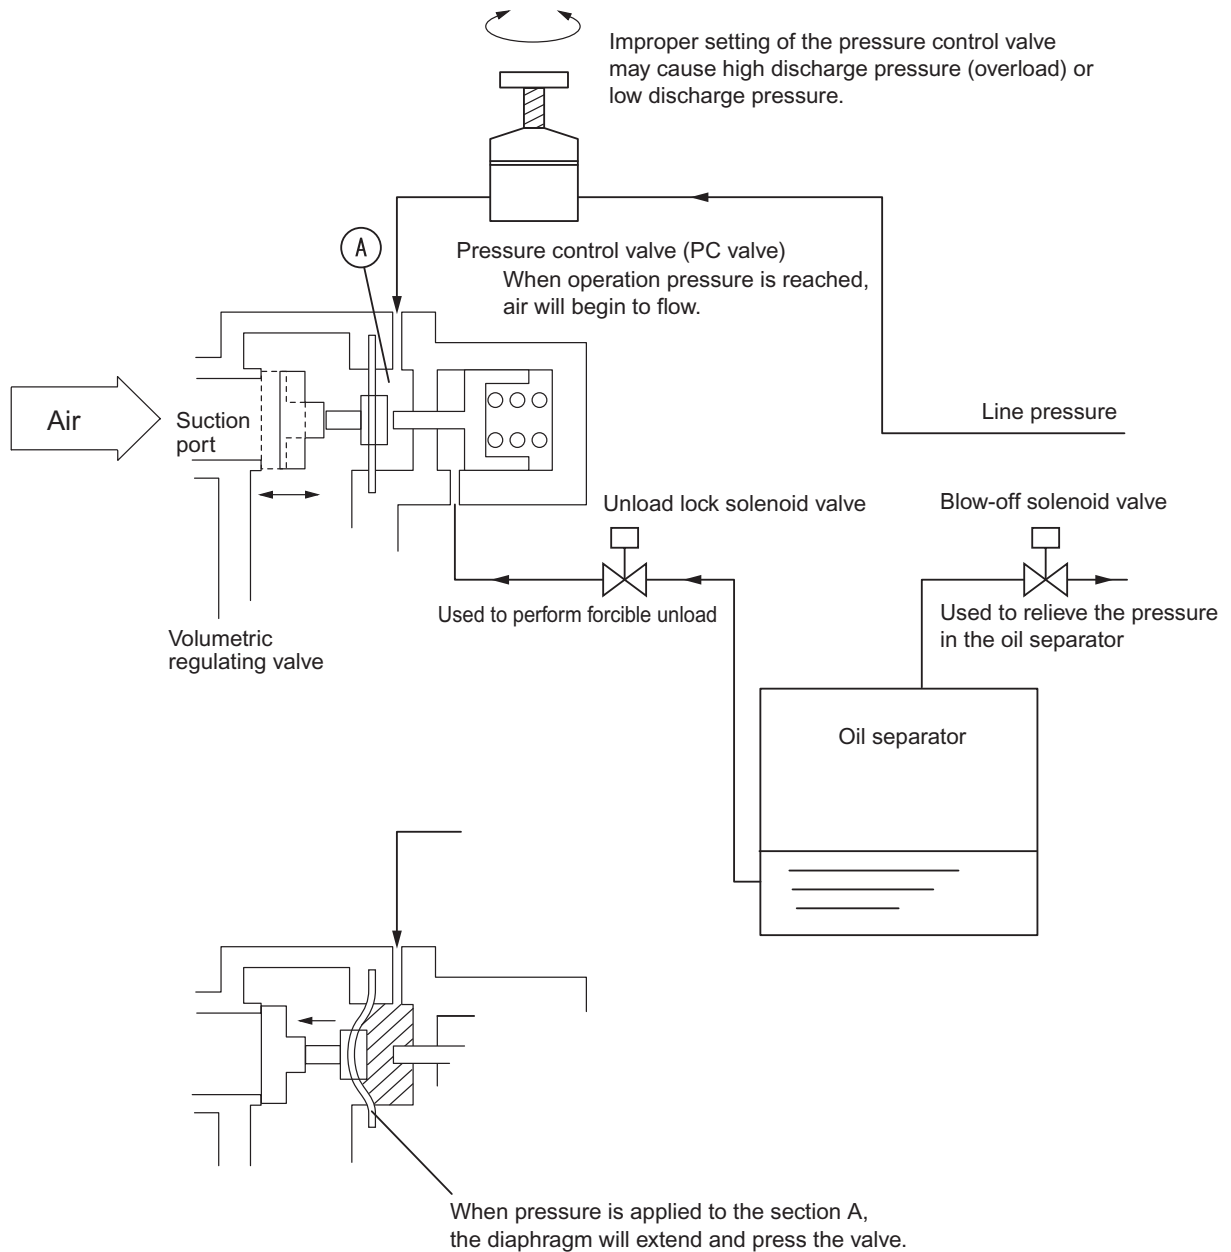 Improper setting of the pressure control valve
may cause high discharge pressure (overload) or
low discharge pressure.
A
Pressure control valve (PC valve)
When operation pressure is reached,
air will begin to flow.
Air
Suction
port
Line pressure
Unload lock solenoid valve
Blow-off solenoid valve
Used to perform forcible unload
Used to relieve the pressure
in the oil separator
Volumetric
regulating valve
Oil separator
When pressure is applied to the section A,
the diaphragm will extend and press the valve.